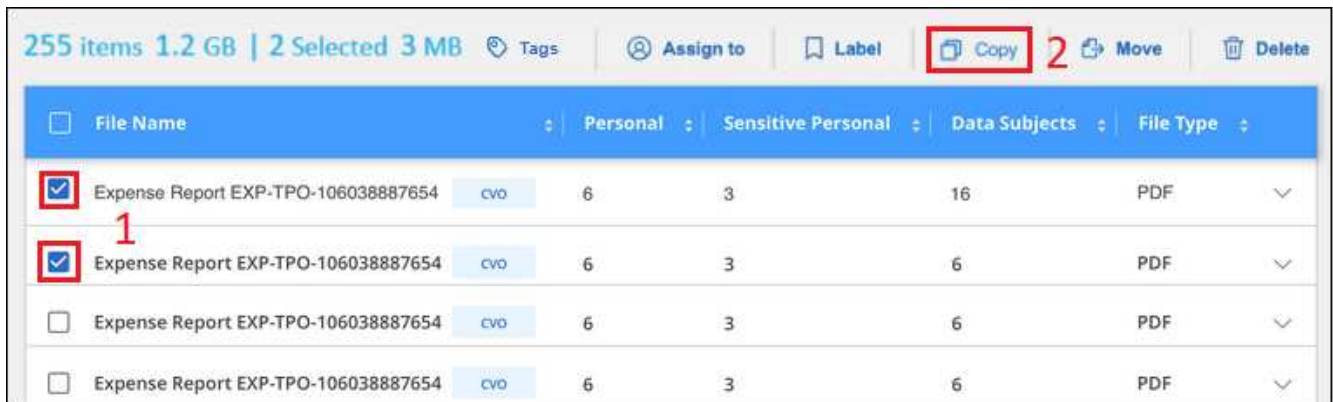 255 items 1.2 GB | 2 Selected 3 MB Tags Assign to Label Copy 2 Move Delete
File Name Personal Sensitive Personal Data Subjects File Type
Expense Report EXP-TPO-106038887654 CVO 6 3 16 PDF
1
Expense Report EXP-TPO-106038887654 CVO 6 3 6 PDF
Expense Report EXP-TPO-106038887654 CVO 6 3 6 PDF
Expense Report EXP-TPO-106038887654 CVO 6 3 6 PDF